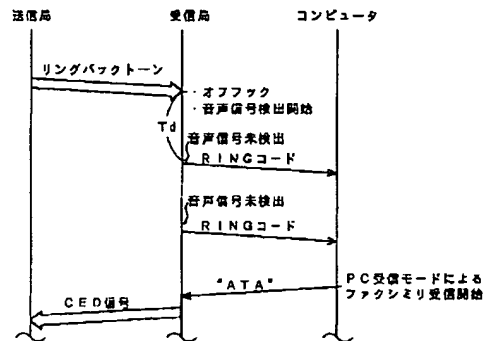 送信局
受信局
コンピュータ
リングバックトーン
・オフフック
・音声信号検出開始
Td
音声信号未検出
RINGコード
音声信号未検出
RINGコード
"ATA"
PC受信モードによる
ファクシミリ受信開始
CED信号